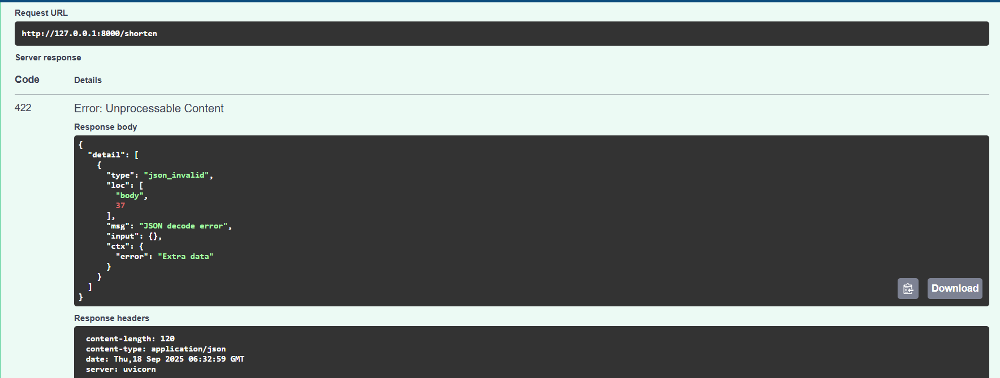 Request URL
http://127.0.0.1:8000/shorten
Server response
Code Details
422 Error: Unprocessable Content
Response body
{
  "detail": [
    {
      "type": "json_invalid",
      "loc": [
        "body",
        37
      ],
      "msg": "JSON decode error",
      "input": {},
      "ctx": {
        "error": "Extra data"
      }
    }
  ]
}
Download
Response headers
content-length: 120
content-type: application/json
date: Thu,18 Sep 2025 06:32:59 GMT
server: uvicorn